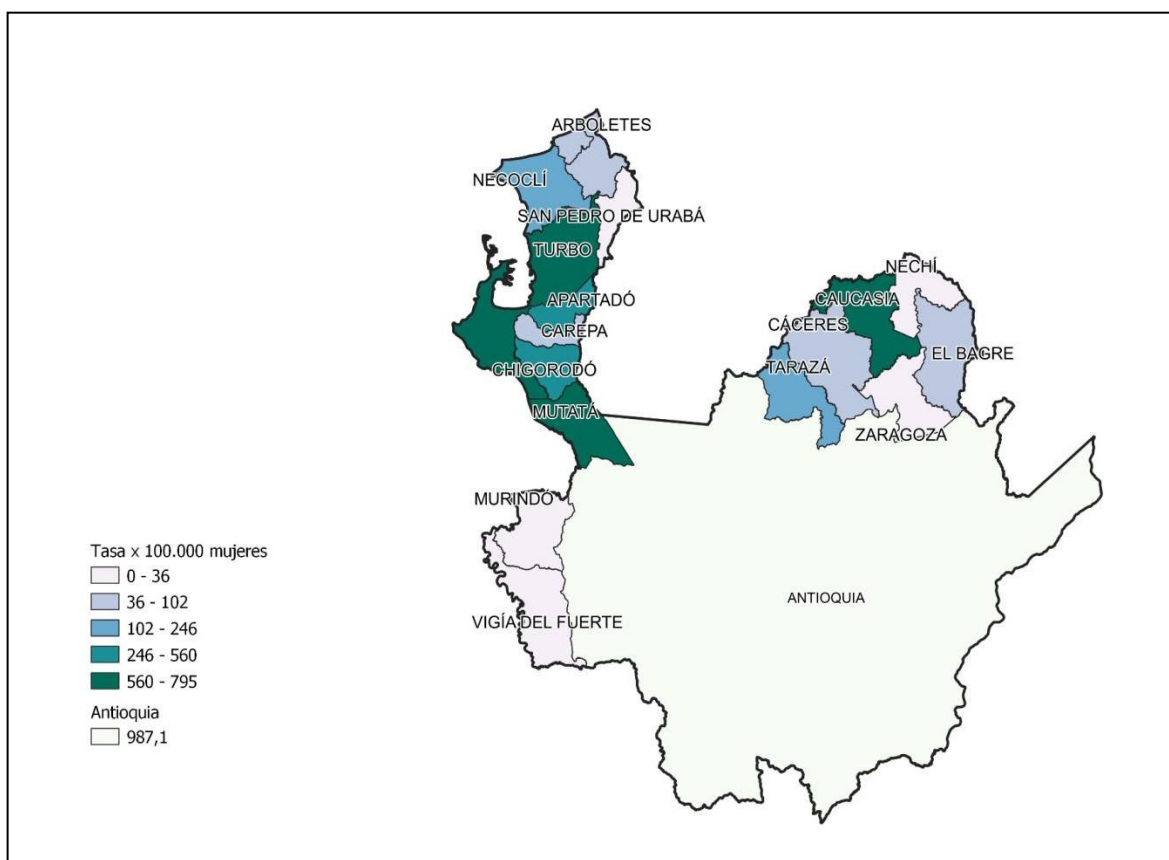 ARBOLETES
NECOCLÍ
SAN PEDRO DE URABÁ
TURBO
NECHÍ
APARTADÓ
CAUCASIA
CÁCERES
CAREPA
EL BAGRE
TARAZÁ
CHIGORODÓ
MUTATÁ
ZARAGOZA
MURINDÓ
ANTIOQUIA
VIGÍA DEL FUERTE
Tasa x 100.000 mujeres
0 - 36
36 - 102
102 - 246
246 - 560
560 - 795
Antioquia
987,1